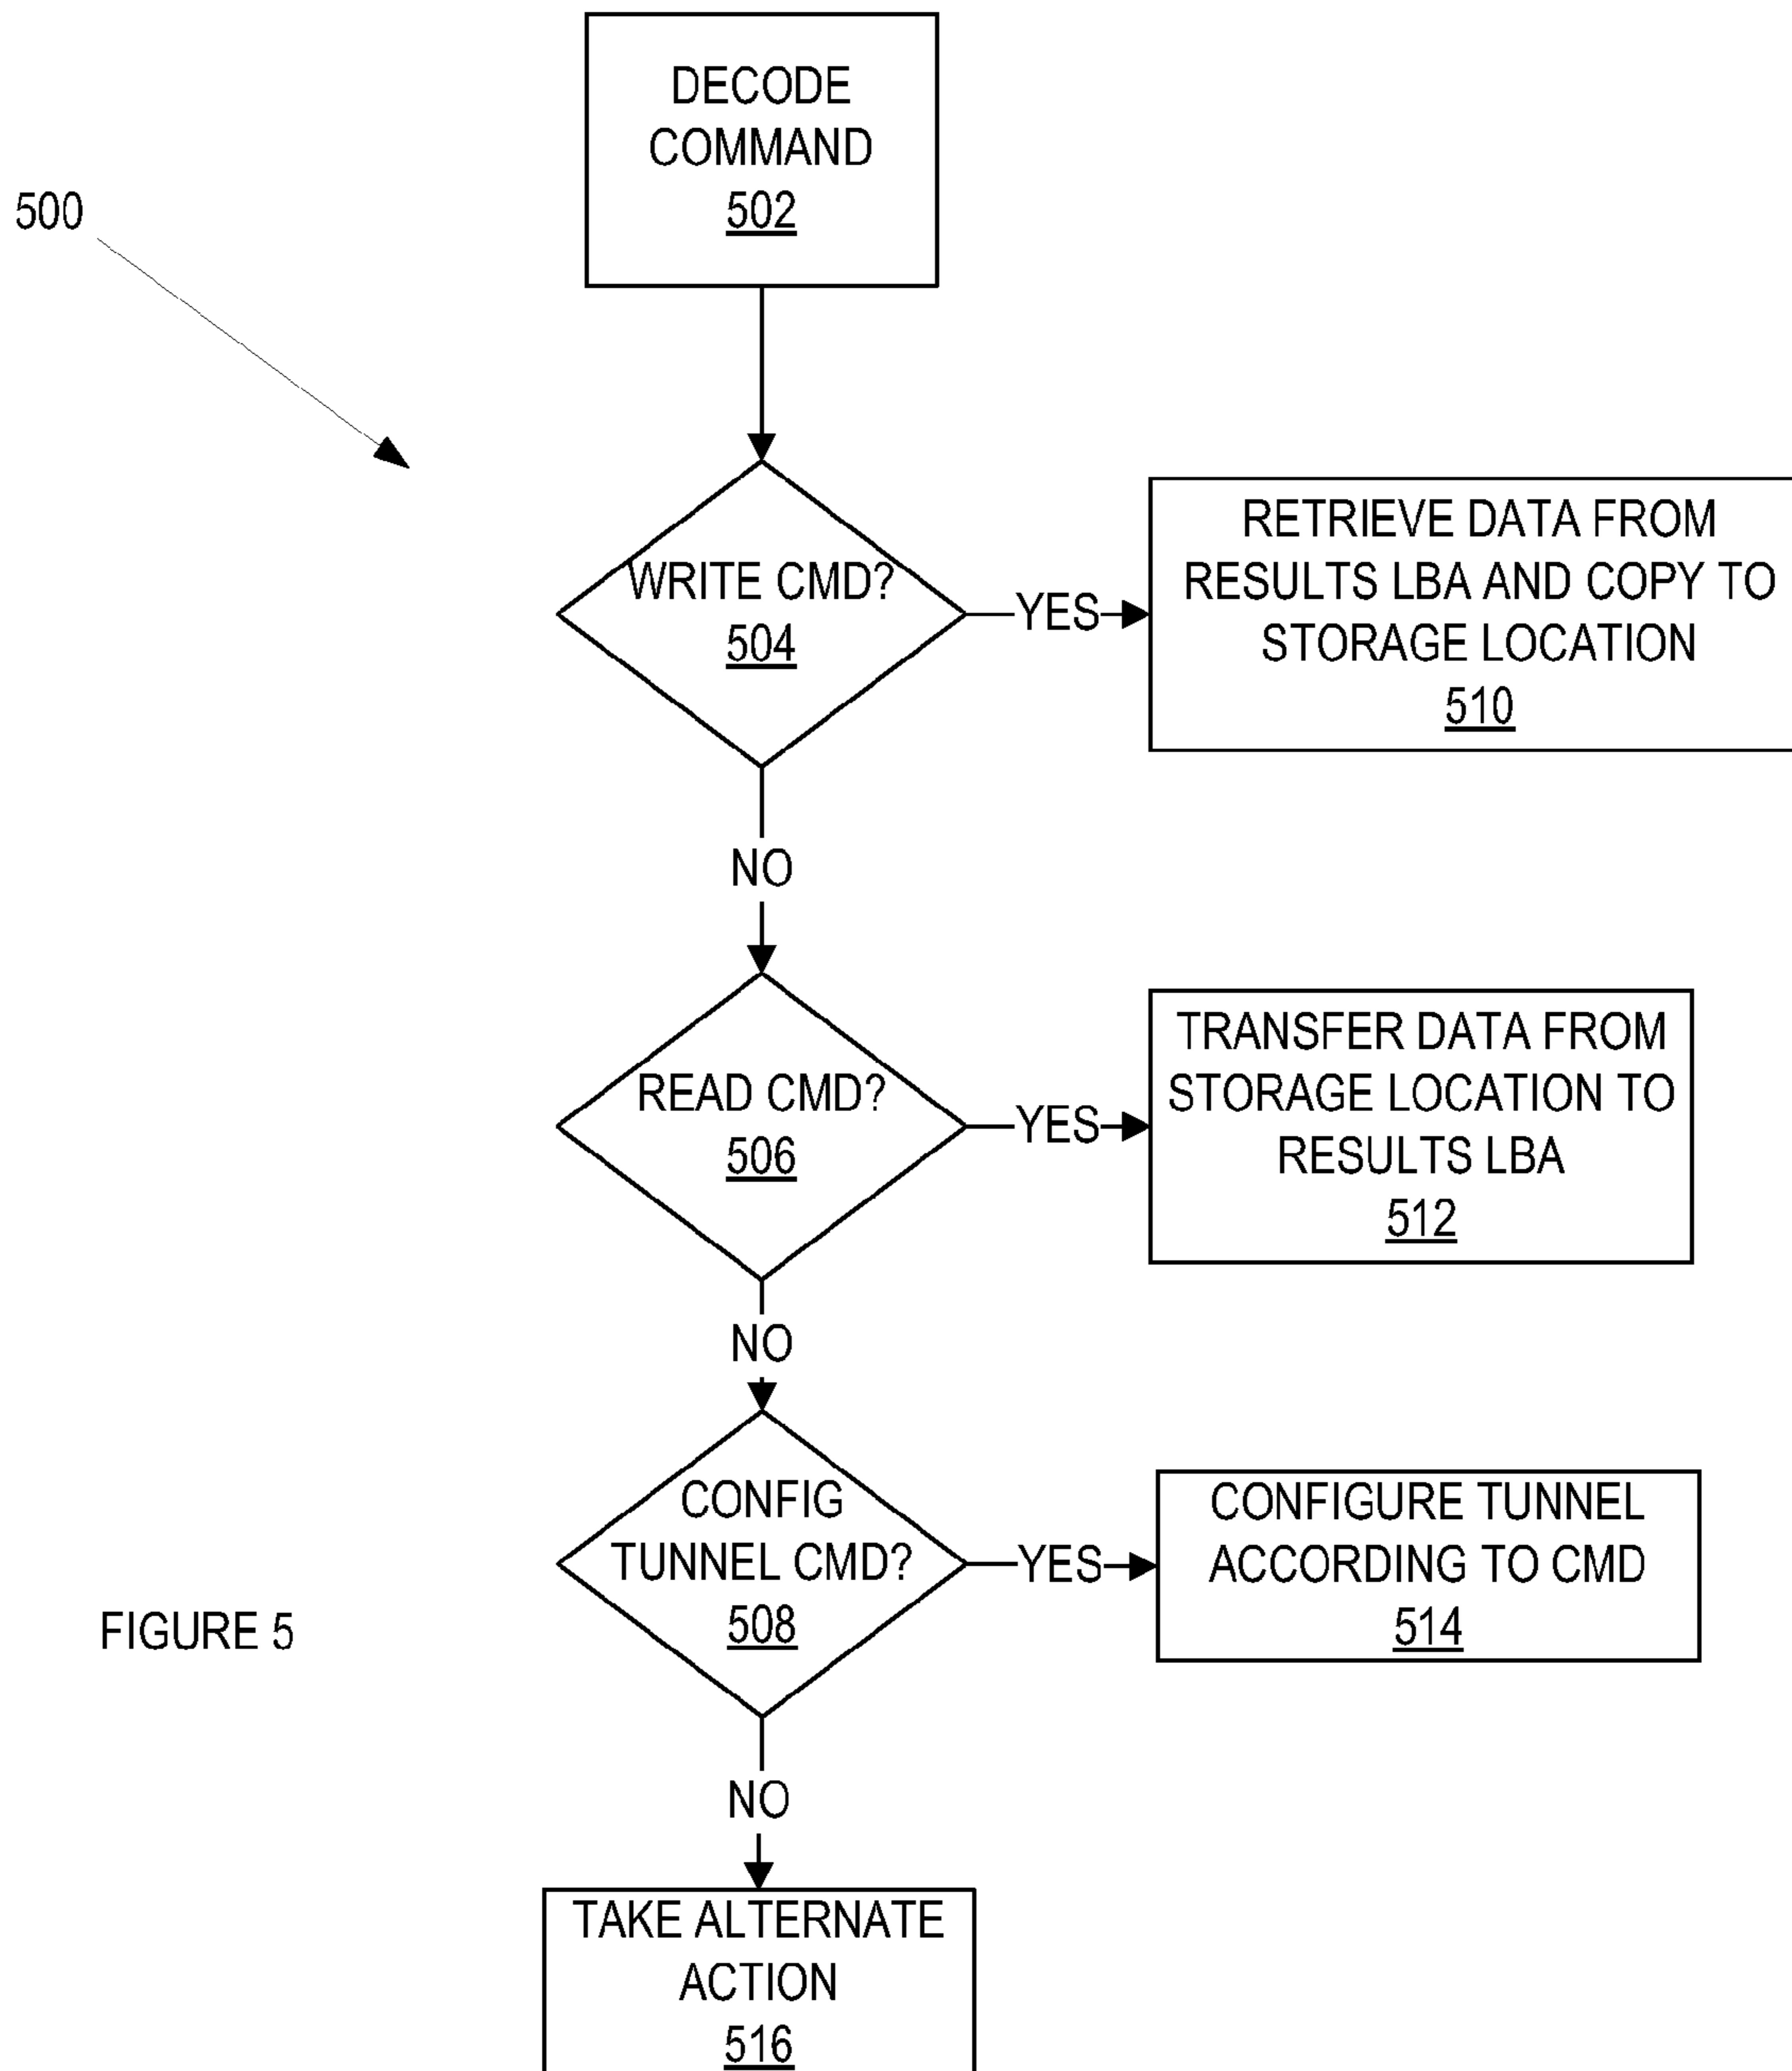 DECODE
COMMAND
502
500
WRITE CMD?
504
YES
RETRIEVE DATA FROM
RESULTS LBA AND COPY TO
STORAGE LOCATION
510
NO
READ CMD?
506
YES
TRANSFER DATA FROM
STORAGE LOCATION TO
RESULTS LBA
512
NO
CONFIG
TUNNEL CMD?
508
YES
CONFIGURE TUNNEL
ACCORDING TO CMD
514
FIGURE 5
NO
TAKE ALTERNATE
ACTION
516